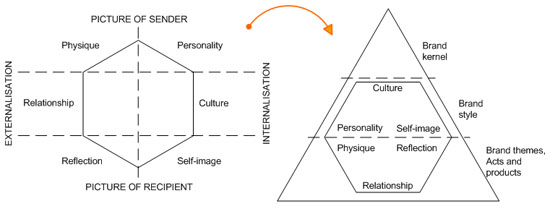 PICTURE OF SENDER
Physique
Personality
EXTERNALISATION
Relationship
Culture
INTERNALISATION
Reflection
Self-image
PICTURE OF RECIPIENT
Brand
kernel
Culture
Brand
style
Personality
Self-image
Physique
Reflection
Brand themes,
Acts and
products
Relationship